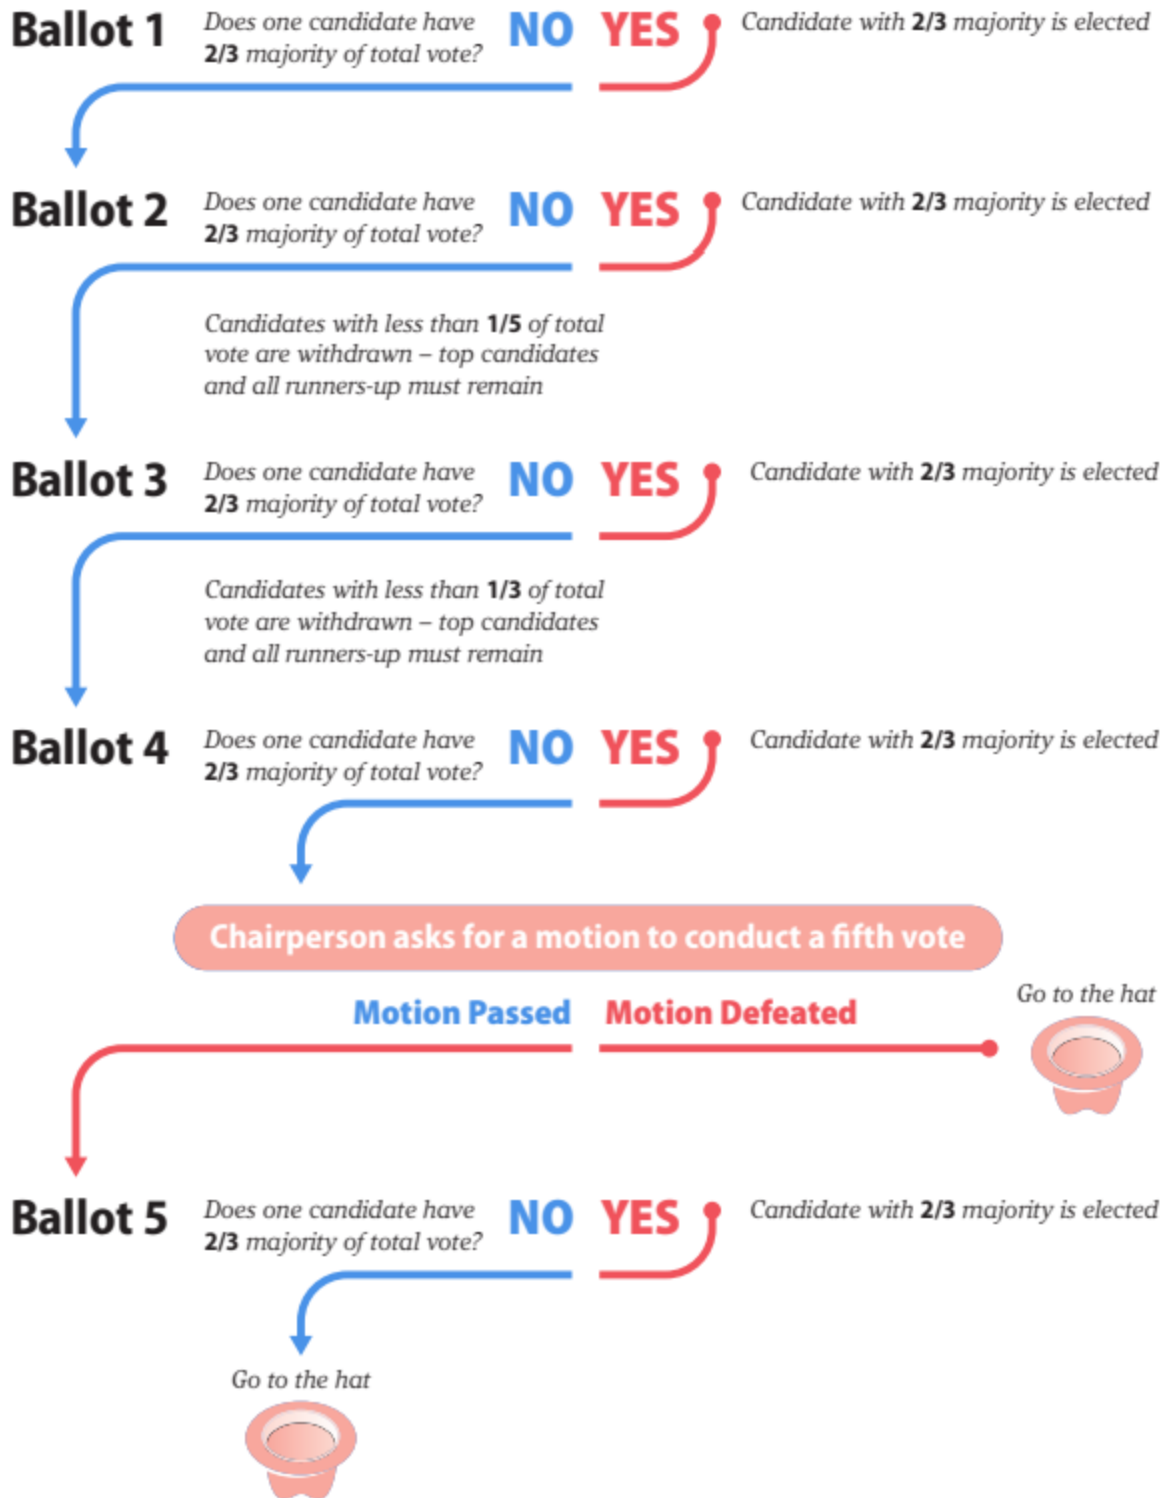 Ballot 1
Does one candidate have
2/3 majority of total vote?
NO YES
Candidate with 2/3 majority is elected
Ballot 2
Does one candidate have
2/3 majority of total vote?
NO YES
Candidate with 2/3 majority is elected
Candidates with less than 1/5 of total
vote are withdrawn – top candidates
and all runners-up must remain
Ballot 3
Does one candidate have
2/3 majority of total vote?
NO YES
Candidate with 2/3 majority is elected
Candidates with less than 1/3 of total
vote are withdrawn – top candidates
and all runners-up must remain
Ballot 4
Does one candidate have
2/3 majority of total vote?
NO YES
Candidate with 2/3 majority is elected
Chairperson asks for a motion to conduct a fifth vote
Motion Passed Motion Defeated
Go to the hat
Ballot 5
Does one candidate have
2/3 majority of total vote?
NO YES
Candidate with 2/3 majority is elected
Go to the hat